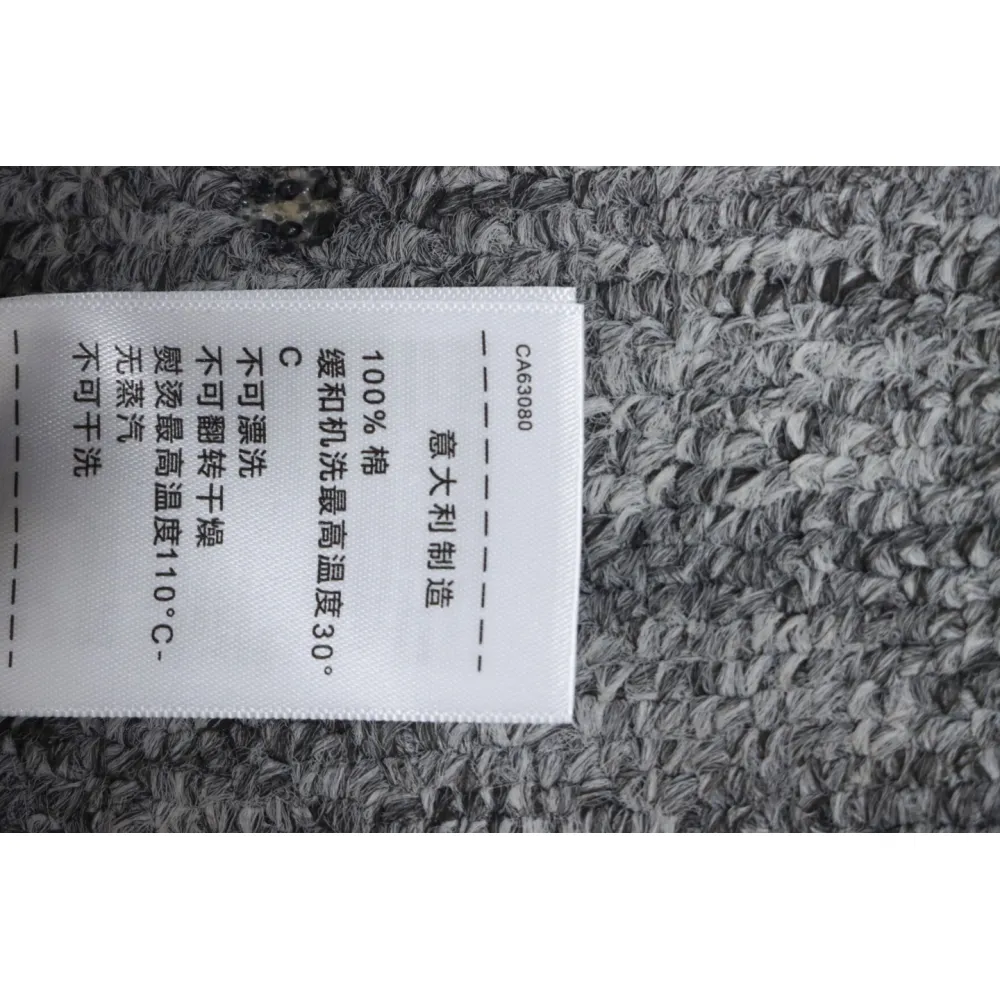 CA63080
意大利制造
100% 棉
缓和机洗最高温度30°
C
不可漂洗
不可翻转干燥
熨烫最高温度110°C-
无蒸汽
不可干洗